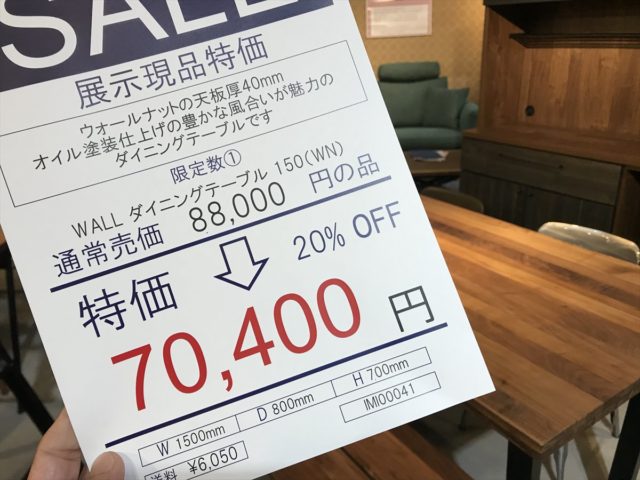 SALE
展示現品特価
ウォールナットの天板厚40mm
オイル塗装仕上げの豊かな風合いが魅力の
ダイニングテーブルです
限定数①
WALL ダイニングテーブル 150(WN)
通常売価 88,000 円の品
20% OFF
特価
70,400 円
W 1500mm D 800mm H 700mm
送料 ¥6,050 IMI00041